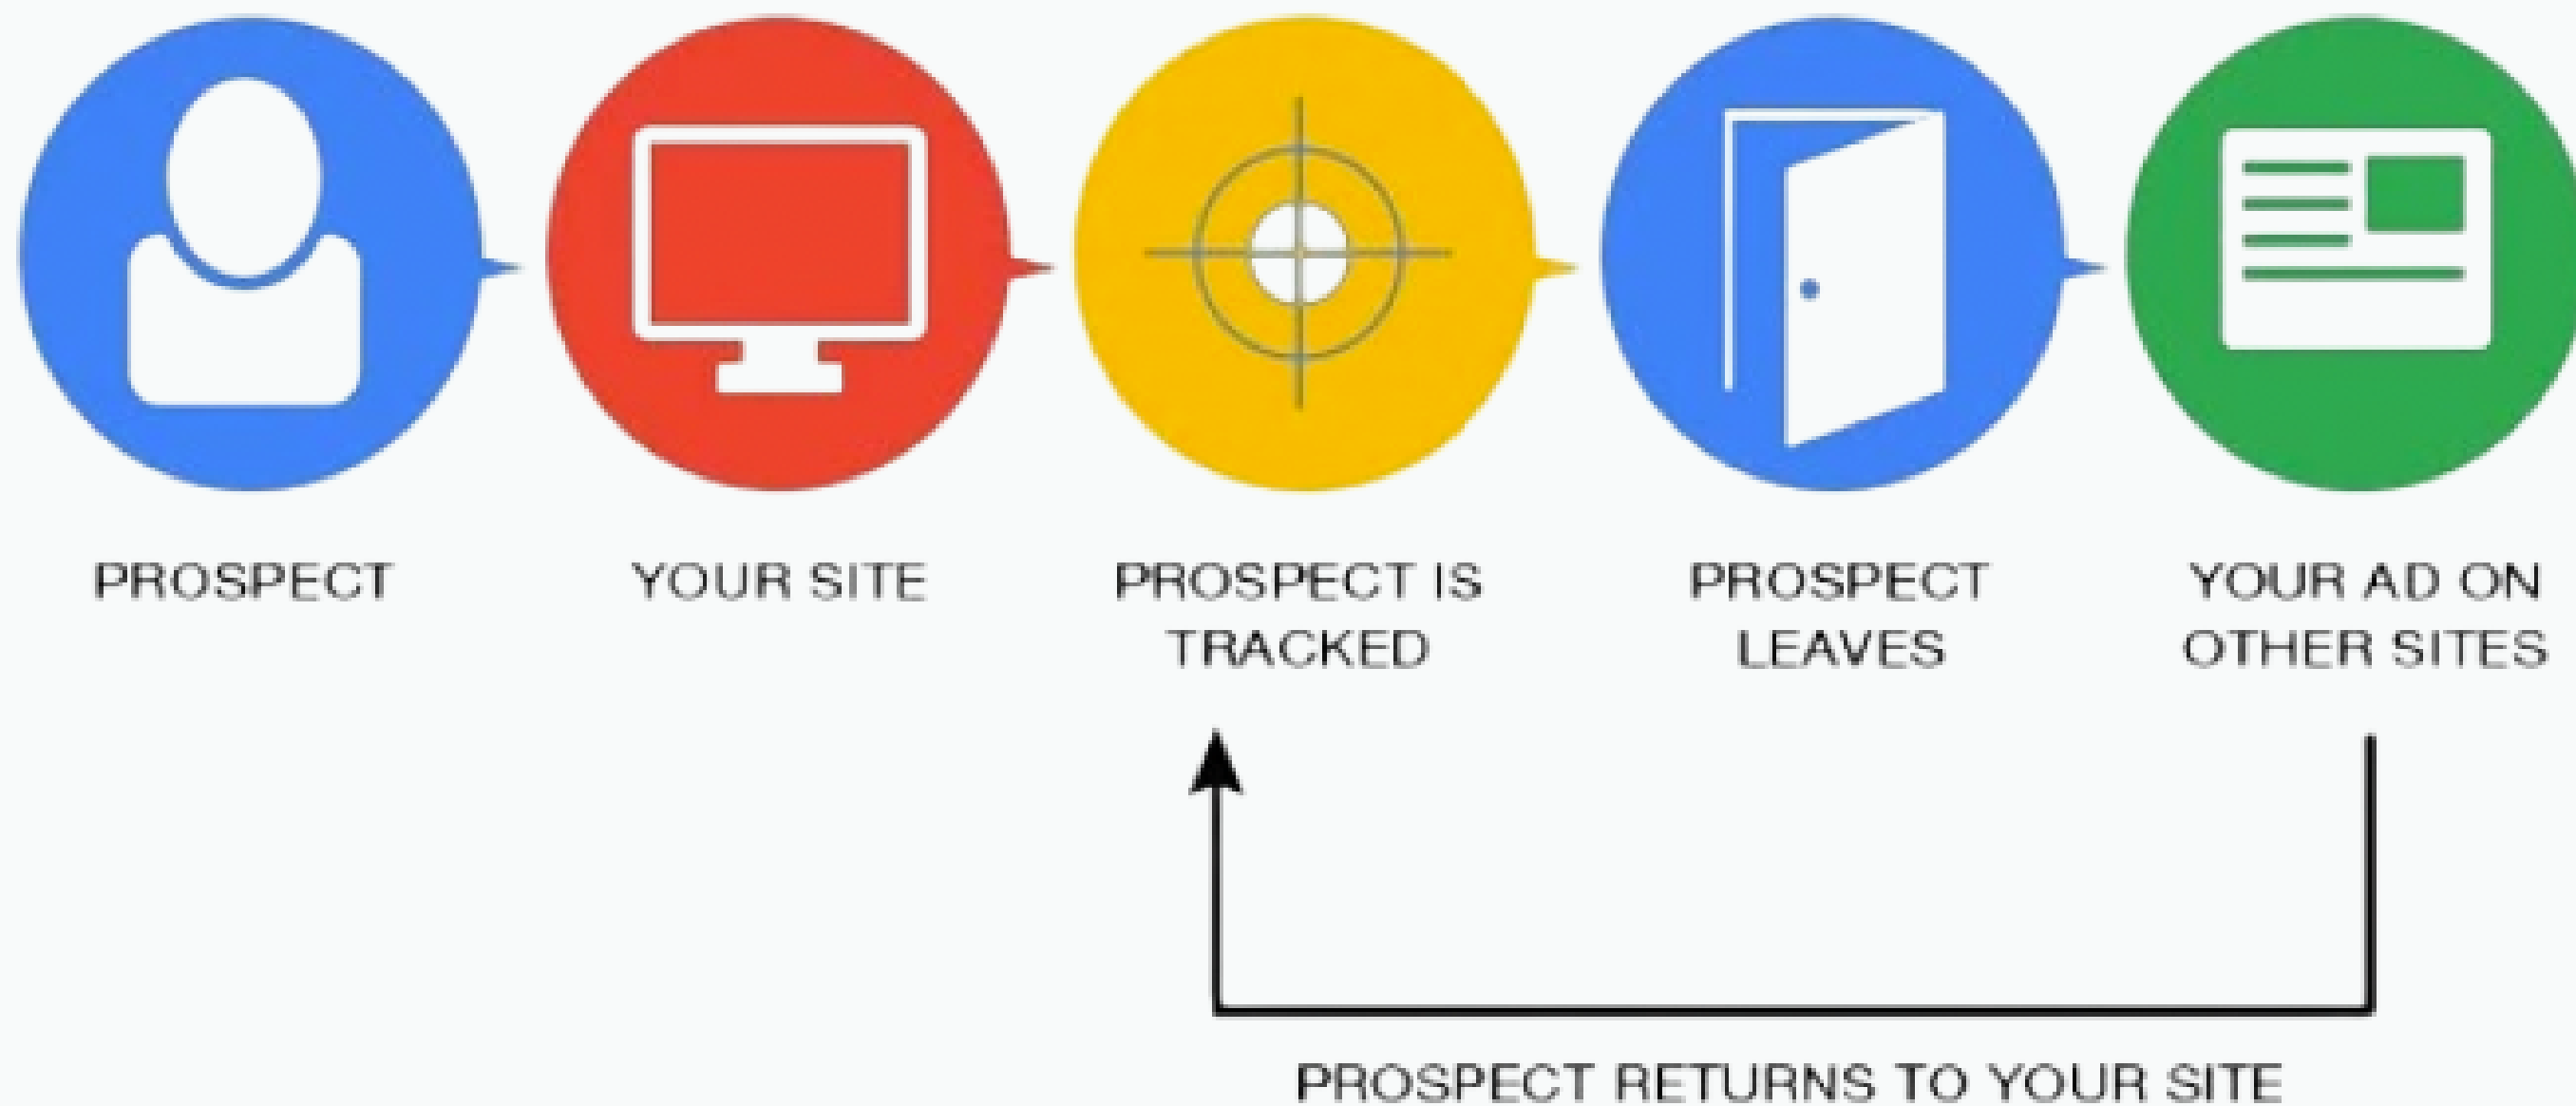 PROSPECT
YOUR SITE
PROSPECT IS
TRACKED
PROSPECT
LEAVES
YOUR AD ON
OTHER SITES
PROSPECT RETURNS TO YOUR SITE